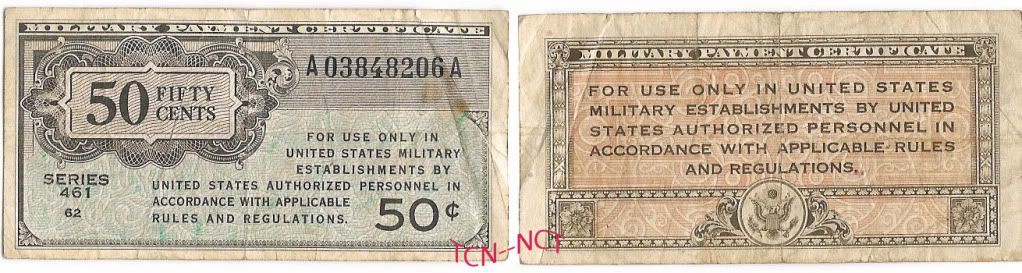 MILITARY PAYMENT CERTIFICATE
A03848206A
50 FIFTY
CENTS
FOR USE ONLY IN
UNITED STATES MILITARY
ESTABLISHMENTS BY
UNITED STATES AUTHORIZED PERSONNEL IN
ACCORDANCE WITH APPLICABLE
RULES AND REGULATIONS.
SERIES
461
62
50¢
MILITARY PAYMENT CERTIFICATE
FOR USE ONLY IN UNITED STATES
MILITARY ESTABLISHMENTS BY UNITED
STATES AUTHORIZED PERSONNEL IN
ACCORDANCE WITH APPLICABLE RULES
AND REGULATIONS.
TCN--NCT